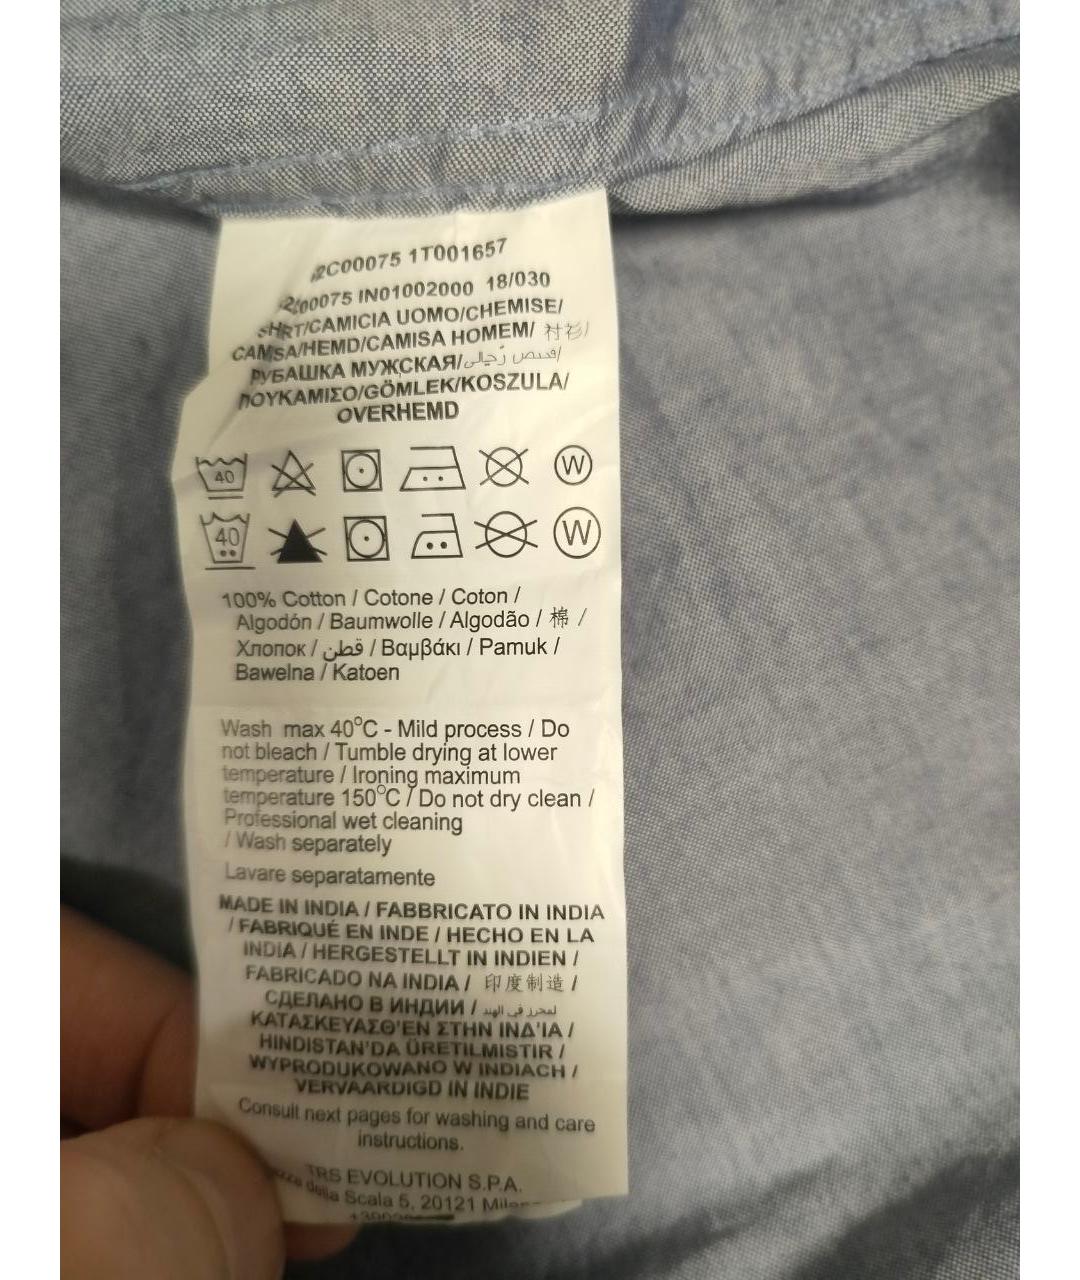 2C00075 1T001657
IN01002000 18/030
SHRT/CAMICIA UOMO/CHEMISE/
CAMSA/HEMD/CAMISA HOMEM/ 衬衫/
РУБАШКА МУЖСКАЯ/قميص رجالي/
ΠΟΥΚΑΜΙΣΟ/GÖMLEK/KOSZULA/
OVERHEMD
40 W
40 W
100% Cotton / Cotone / Coton /
Algodón / Baumwolle / Algodão / 棉 /
Хлопок / قطن / Βαμβάκι / Pamuk /
Bawelna / Katoen
Wash max 40°C - Mild process / Do
not bleach / Tumble drying at lower
temperature / Ironing maximum
temperature 150°C / Do not dry clean /
Professional wet cleaning
/ Wash separately
Lavare separatamente
MADE IN INDIA / FABBRICATO IN INDIA
/ FABRIQUÉ EN INDE / HECHO EN LA
INDIA / HERGESTELLT IN INDIEN /
FABRICADO NA INDIA / 印度制造 /
СДЕЛАНО В ИНДИИ / في الهند
ΚΑΤΑΣΚΕΥΑΣΘ'ΕΝ ΣΤΗΝ ΙΝΔ'ΙΑ /
HINDISTAN'DA ÜRETILMISTIR /
WYPRODUKOWANO W INDIACH /
VERVAARDIGD IN INDIE
Consult next pages for washing and care
instructions.
TRS EVOLUTION S.P.A.
della Scala 5, 20121